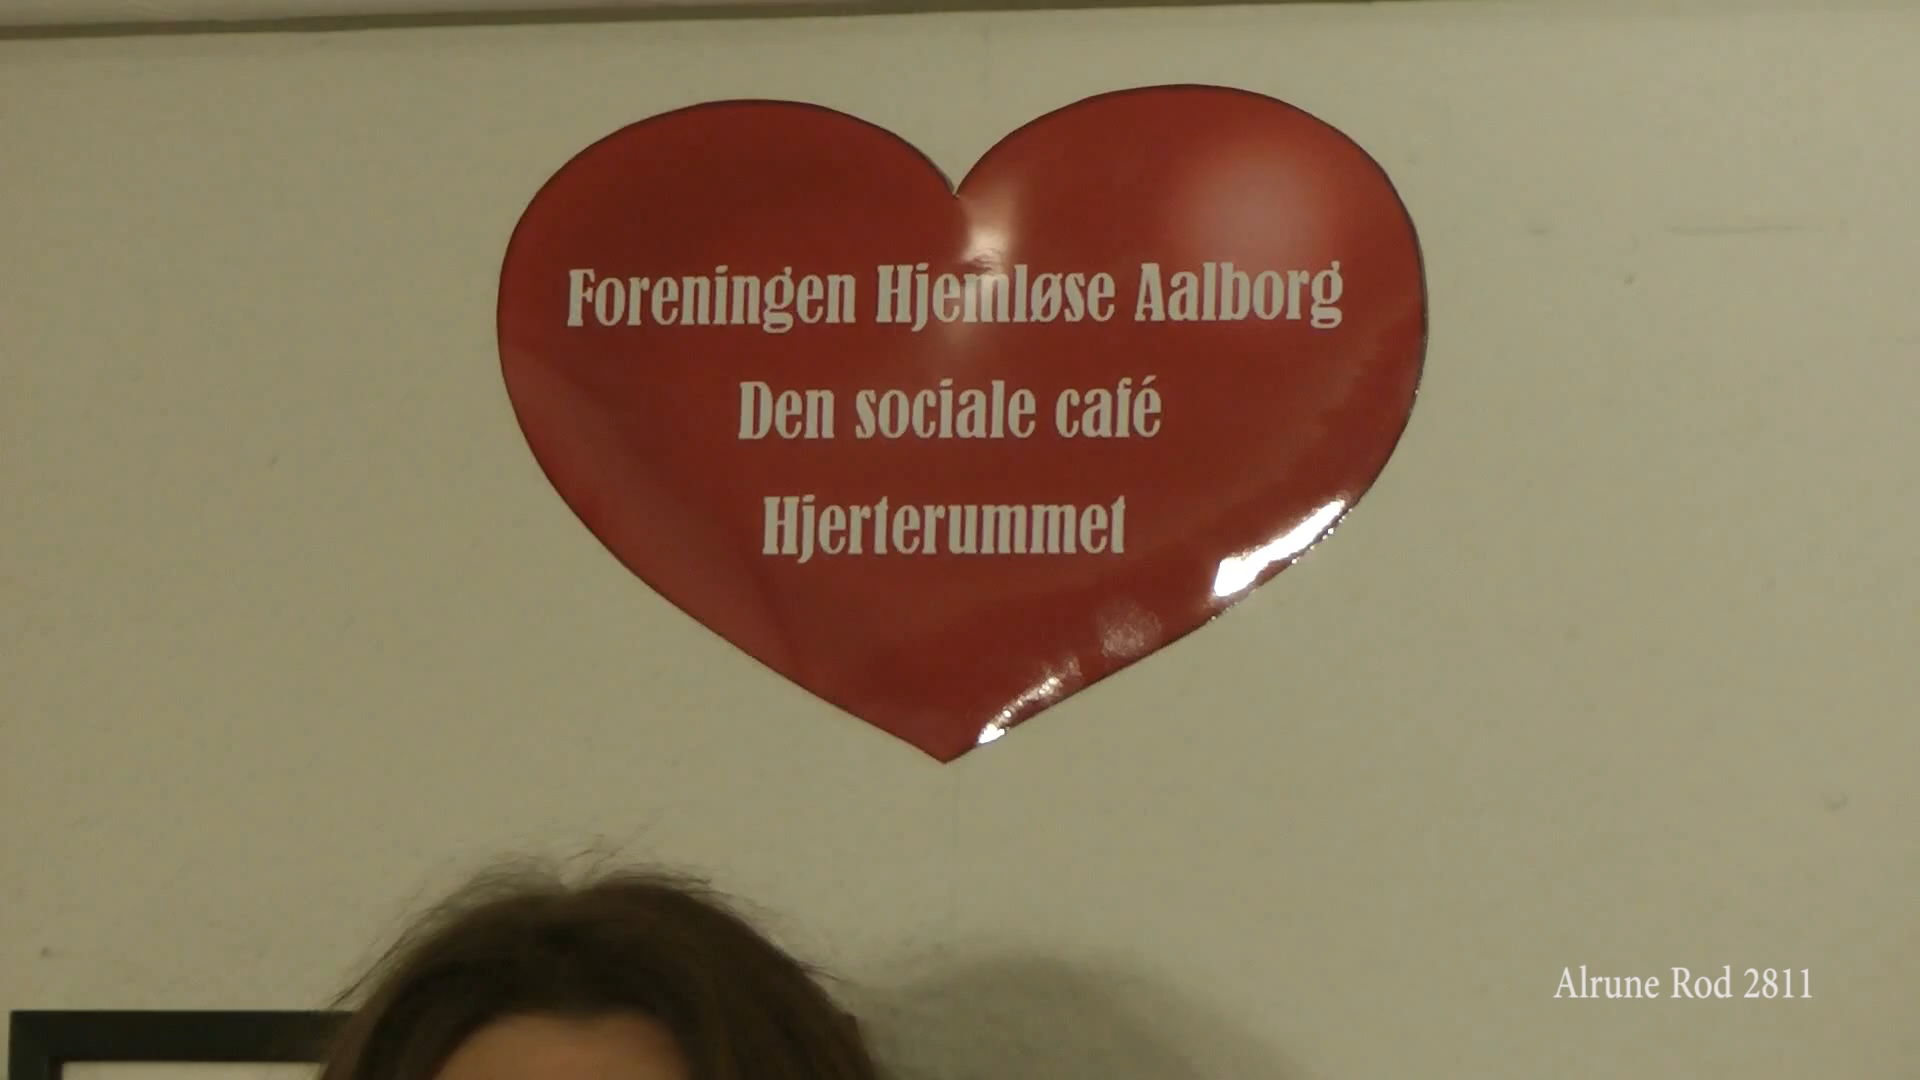 Foreningen Hjemløse Aalborg
Den sociale café
Hjerterummet
Alrune Rod 2811